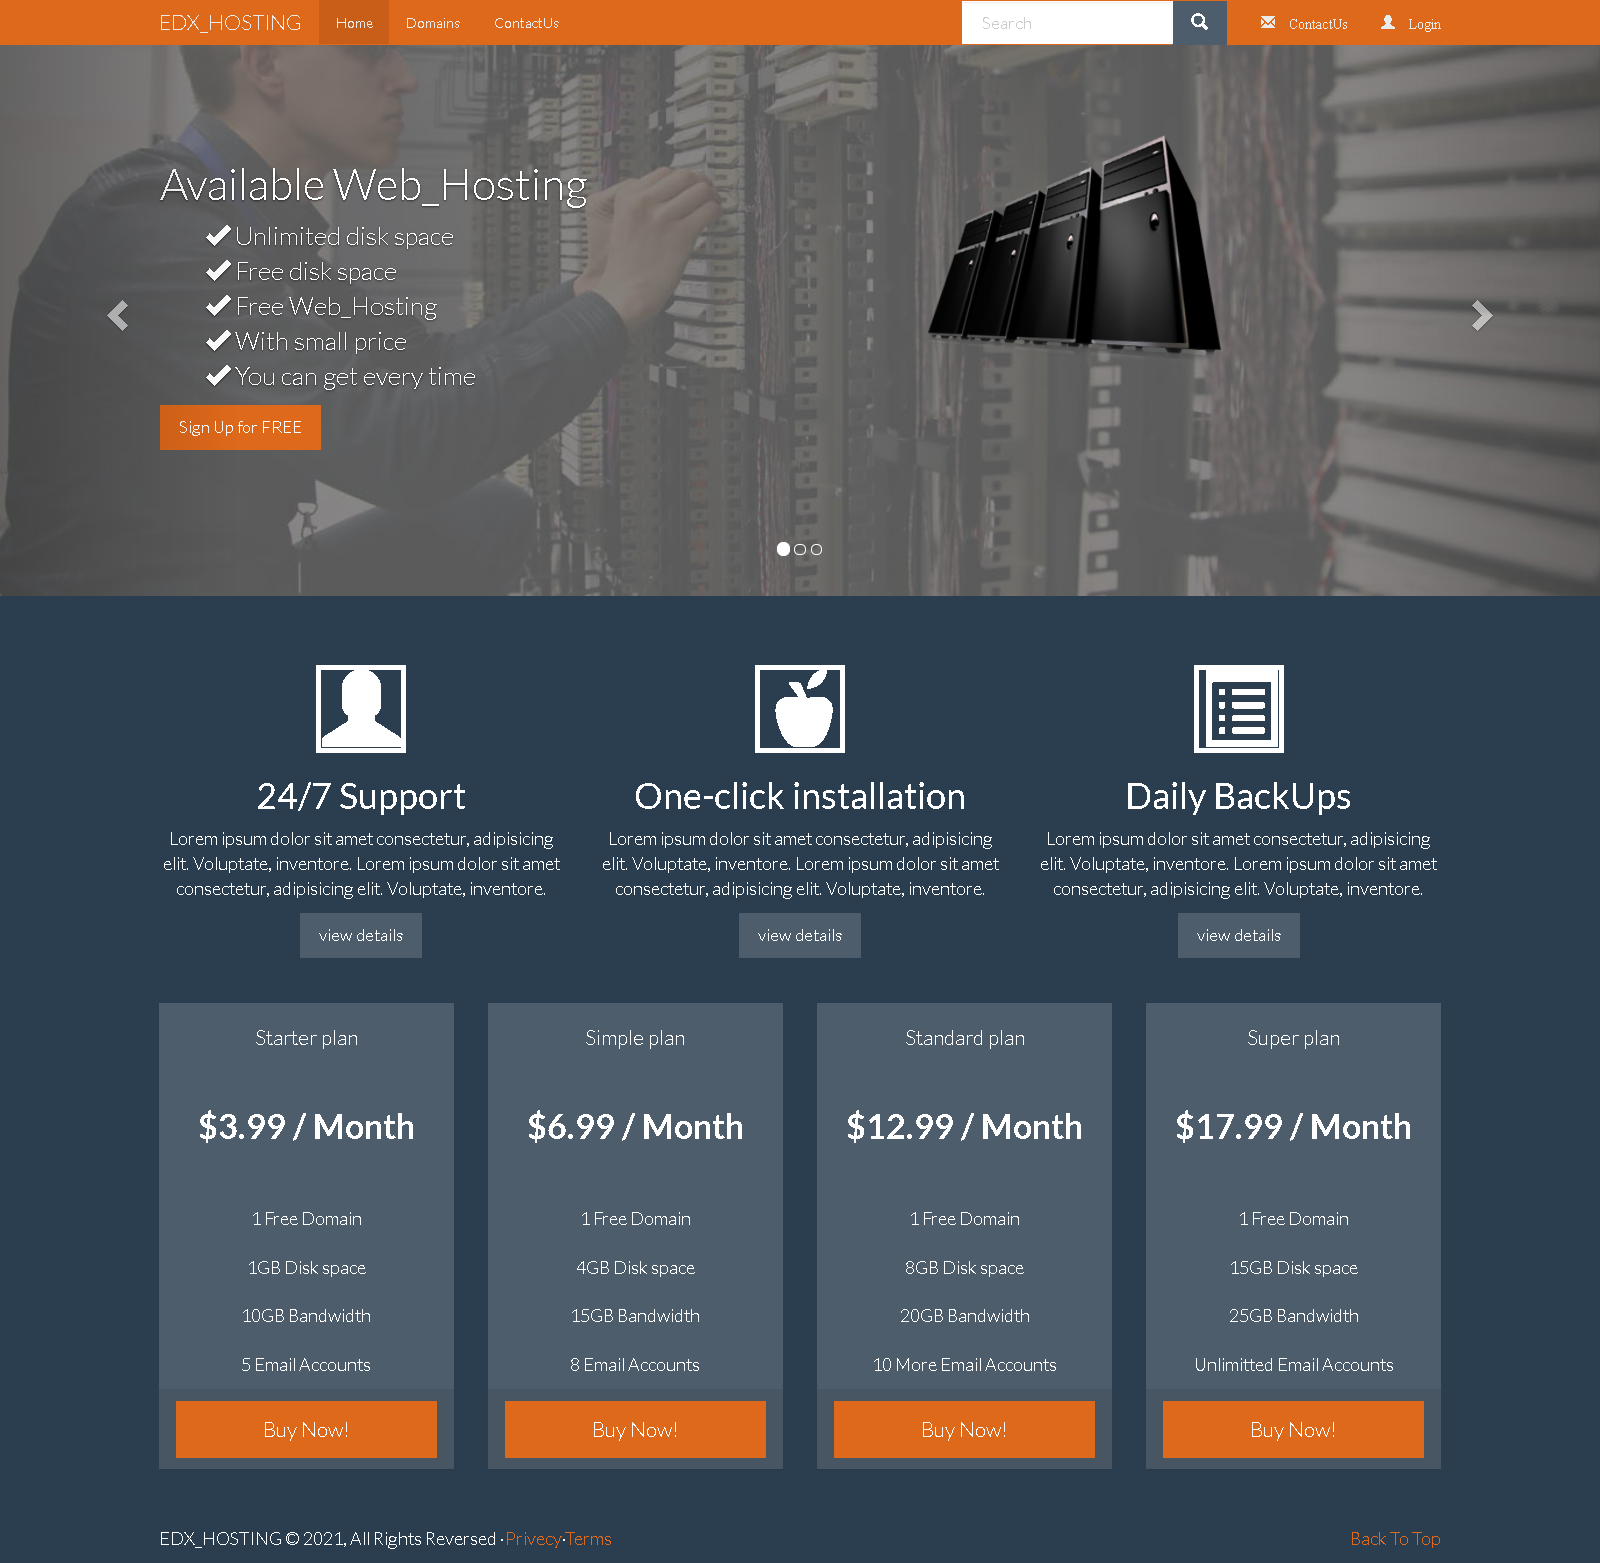 EDX_HOSTING Home Domains ContactUs Search ContactUs Login
Available Web_Hosting
Unlimited disk space
Free disk space
Free Web_Hosting
With small price
You can get every time
Sign Up for FREE
24/7 Support
Lorem ipsum dolor sit amet consectetur, adipisicing
elit. Voluptate, inventore. Lorem ipsum dolor sit amet
consectetur, adipisicing elit. Voluptate, inventore.
view details
One-click installation
Lorem ipsum dolor sit amet consectetur, adipisicing
elit. Voluptate, inventore. Lorem ipsum dolor sit amet
consectetur, adipisicing elit. Voluptate, inventore.
view details
Daily BackUps
Lorem ipsum dolor sit amet consectetur, adipisicing
elit. Voluptate, inventore. Lorem ipsum dolor sit amet
consectetur, adipisicing elit. Voluptate, inventore.
view details
Starter plan
$3.99 / Month
1 Free Domain
1GB Disk space
10GB Bandwidth
5 Email Accounts
Buy Now!
Simple plan
$6.99 / Month
1 Free Domain
4GB Disk space
15GB Bandwidth
8 Email Accounts
Buy Now!
Standard plan
$12.99 / Month
1 Free Domain
8GB Disk space
20GB Bandwidth
10 More Email Accounts
Buy Now!
Super plan
$17.99 / Month
1 Free Domain
15GB Disk space
25GB Bandwidth
Unlimitted Email Accounts
Buy Now!
EDX_HOSTING © 2021, All Rights Reversed · Privecy·Terms
Back To Top